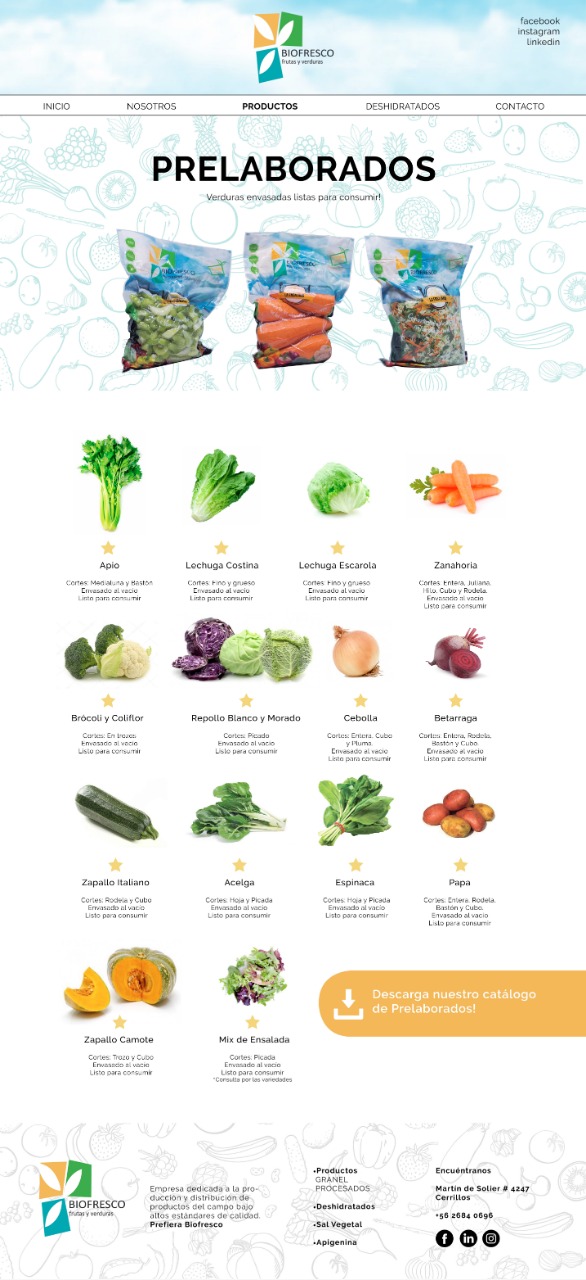 facebook
instagram
linkedin
BIOFRESCO
frutas y verduras
INICIO NOSOTROS PRODUCTOS DESHIDRATADOS CONTACTO
PRELABORADOS
Verduras envasadas listas para consumir!
BIOFRESCO
BIOFRESCO
BIOFRESCO
Apio
Cortes: Medialuna y Bastón
Envasado al vacío
Listo para consumir
Lechuga Costina
Cortes: Fino y grueso
Envasado al vacío
Listo para consumir
Lechuga Escarola
Cortes: Fino y grueso
Envasado al vacío
Listo para consumir
Zanahoria
Cortes: Entera, Juliana,
Hilo, Cubo y Rodela.
Envasado al vacío
Listo para consumir
Brócoli y Coliflor
Cortes: En trozos
Envasado al vacío
Listo para consumir
Repollo Blanco y Morado
Cortes: Picado
Envasado al vacío
Listo para consumir
Cebolla
Cortes: Entera, Cubo
y Pluma.
Envasado al vacío
Listo para consumir
Betarraga
Cortes: Entera, Rodela,
Bastón y Cubo.
Envasado al vacío
Listo para consumir
Zapallo Italiano
Cortes: Rodela y Cubo
Envasado al vacío
Listo para consumir
Acelga
Cortes: Hoja y Picada
Envasado al vacío
Listo para consumir
Espinaca
Cortes: Hoja y Picada
Envasado al vacío
Listo para consumir
Papa
Cortes: Entera, Rodela,
Bastón y Cubo.
Envasado al vacío
Listo para consumir
Zapallo Camote
Cortes: Trozo y Cubo
Envasado al vacío
Listo para consumir
Mix de Ensalada
Cortes: Picada
Envasado al vacío
Listo para consumir
*Consulta por las variedades
Descarga nuestro catálogo
de Prelaborados!
BIOFRESCO
frutas y verduras
Empresa dedicada a la pro-
ducción y distribución de
productos del campo bajo
altos estándares de calidad.
Prefiera Biofresco
•Productos
GRANEL
PROCESADOS
•Deshidratados
•Sal Vegetal
•Apigenina
Encuéntranos
Martín de Solier # 4247
Cerrillos
+56 2684 0696